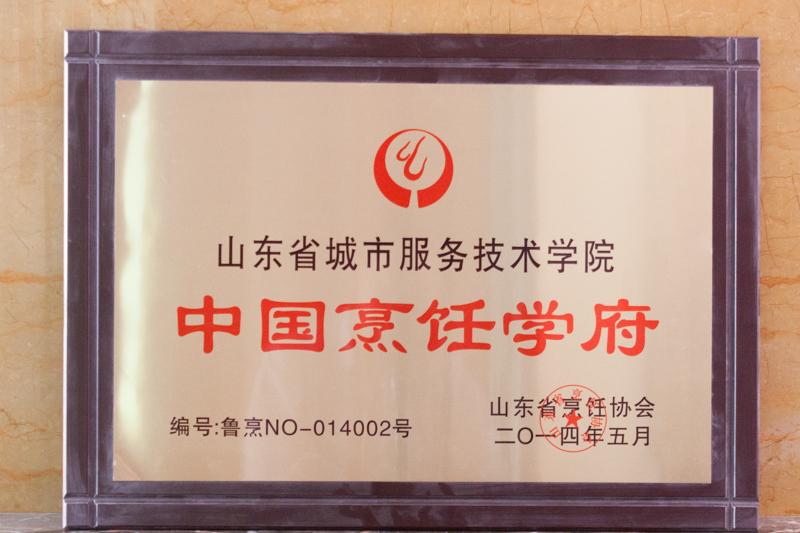 山东省城市服务技术学院
中国烹饪学府
编号:鲁烹NO-014002号
山东省烹饪协会
二〇一四年五月